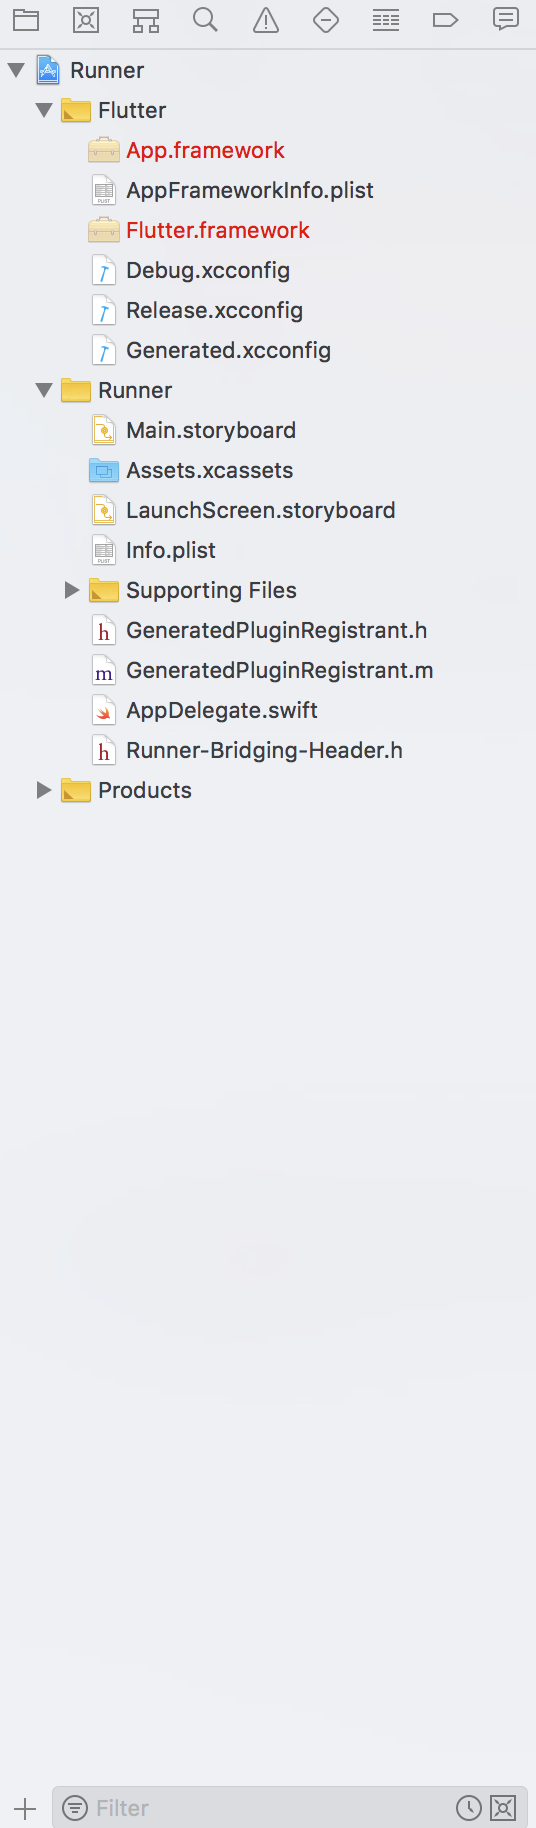 Runner
Flutter
App.framework
AppFrameworkInfo.plist
Flutter.framework
Debug.xcconfig
Release.xcconfig
Generated.xcconfig
Runner
Main.storyboard
Assets.xcassets
LaunchScreen.storyboard
Info.plist
Supporting Files
GeneratedPluginRegistrant.h
GeneratedPluginRegistrant.m
AppDelegate.swift
Runner-Bridging-Header.h
Products
Filter